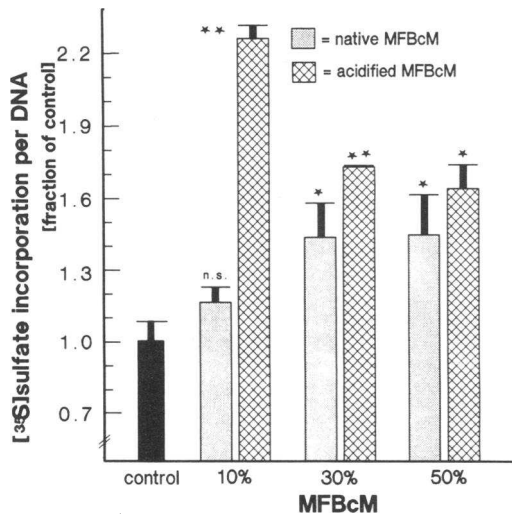 [35S]sulfate incorporation per DNA
[fraction of control]
2.2
1.9
1.6
1.3
1.0
0.7
**
= native MFBcM
= acidified MFBcM
n.s.
*
**
*
*
control
10%
30%
50%
MFBcM